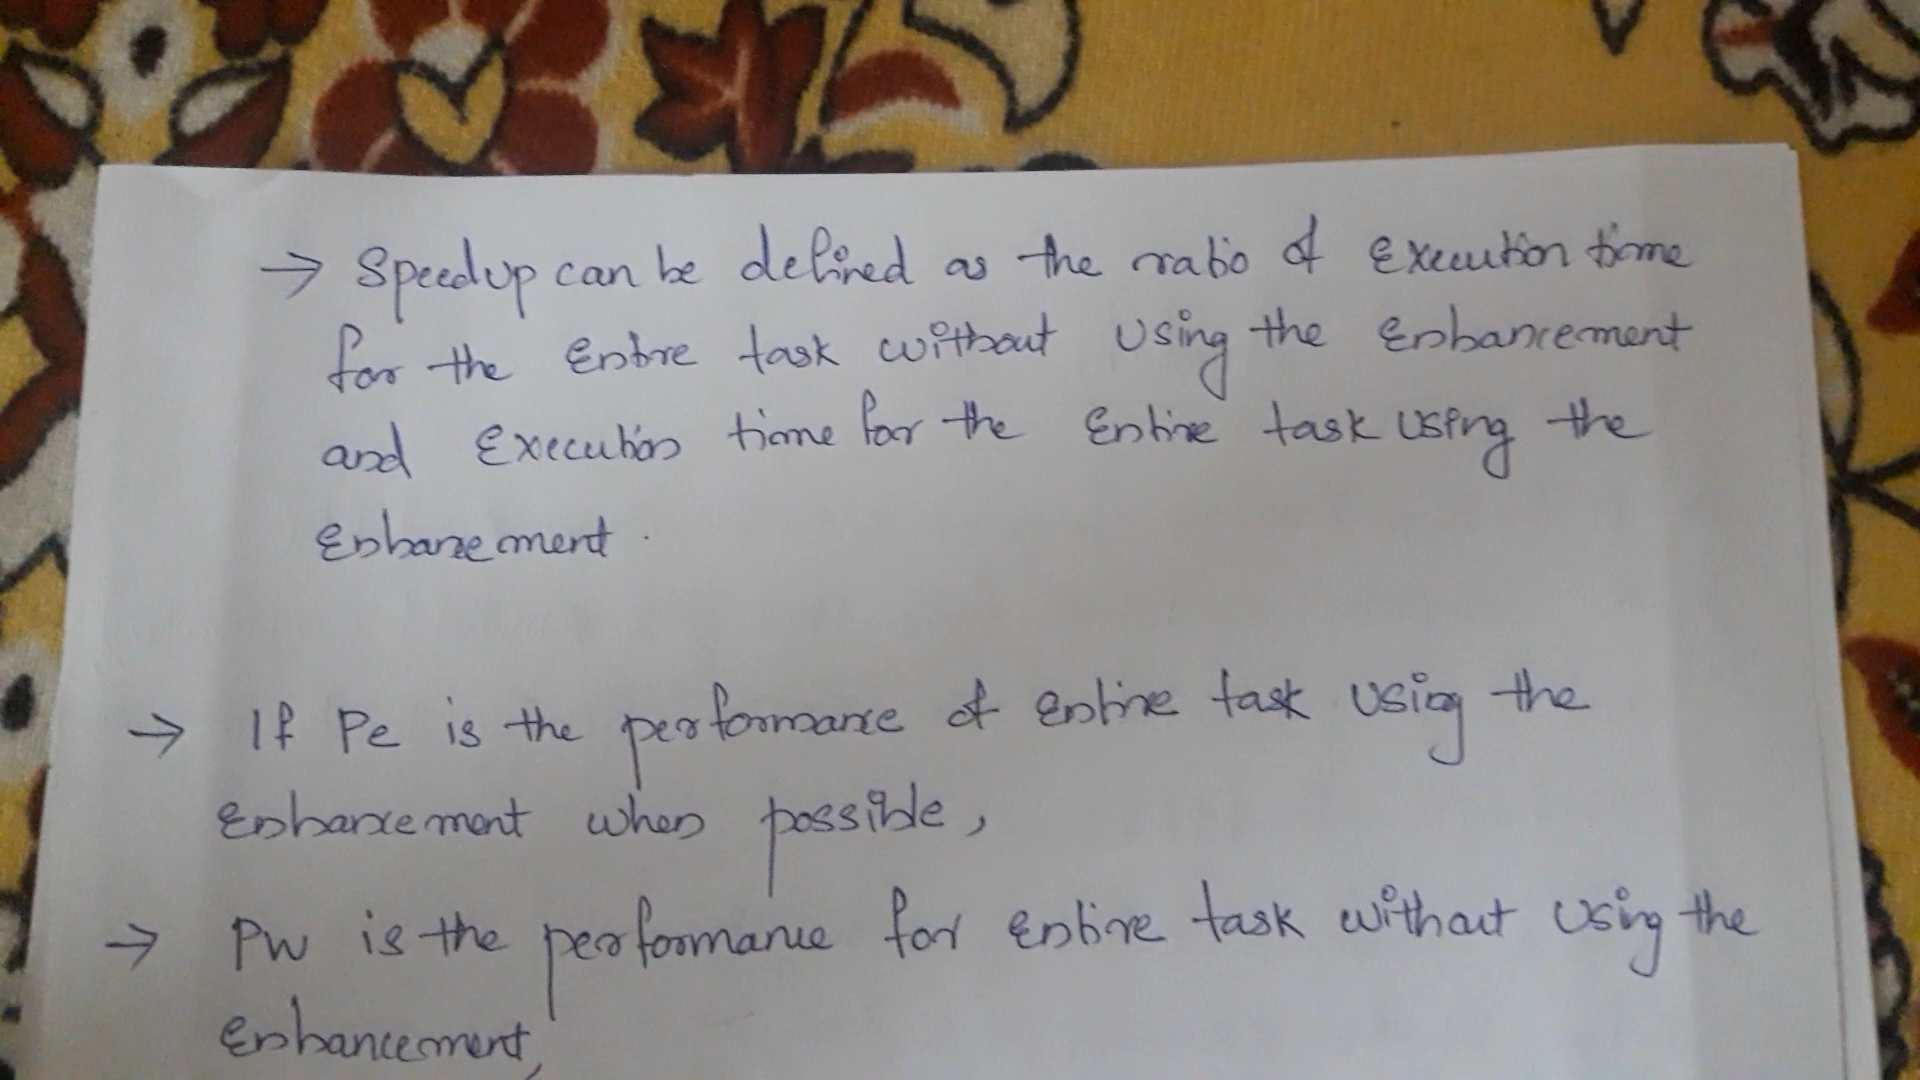 → Speedup can be defined as the ratio of execution time
for the entire task without using the enhancement
and execution time for the entire task using the
enhancement.
→ If Pe is the performance of entire task using the
enhancement when possible,
→ Pw is the performance for entire task without using the
enhancement,